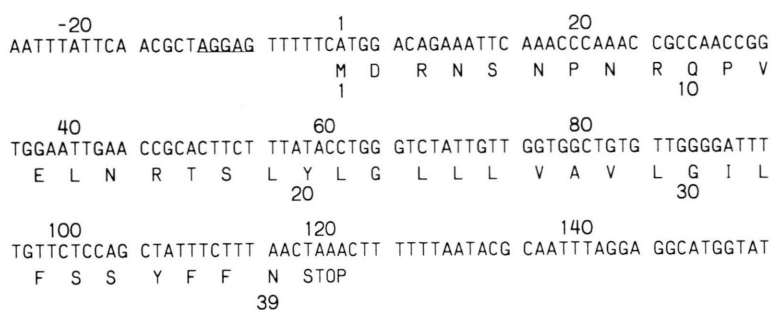 -20 1 20
AATTTATTCA ACGCTAGGAG TTTTTCATGG ACAGAAATTC AAACCCAAAC CGCCAACCGG
M D R N S N P N R Q P V
1 10
40 60 80
TGGAATTGAA CCGCACTTCT TTATACCTGG GTCTATTGTT GGTGGCTGTG TTGGGGATTT
E L N R T S L Y L G L L L V A V L G I L
20 30
100 120 140
TGTTCTCCAG CTATTTCTTT AACTAAACTT TTTTAATACG CAATTTAGGA GGCATGGTAT
F S S Y F F N STOP
39